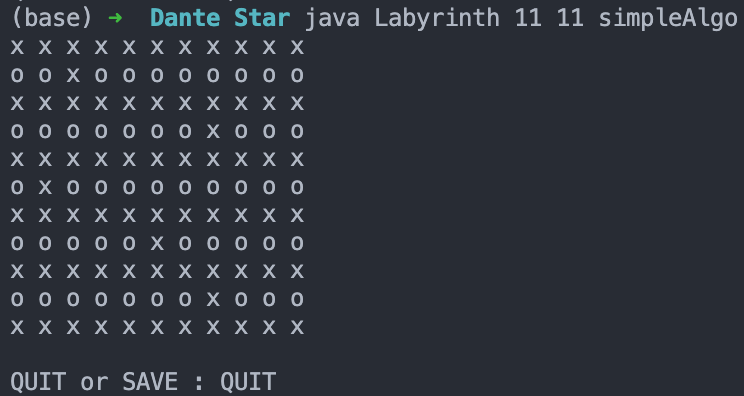 (base) → Dante Star java Labyrinth 11 11 simpleAlgo
x x x x x x x x x x x
o o x o o o o o o o o
x x x x x x x x x x x
o o o o o o o x o o o
x x x x x x x x x x x
o x o o o o o o o o o
x x x x x x x x x x x
o o o o o x o o o o o
x x x x x x x x x x x
o o o o o o o x o o o
x x x x x x x x x x x
QUIT or SAVE : QUIT